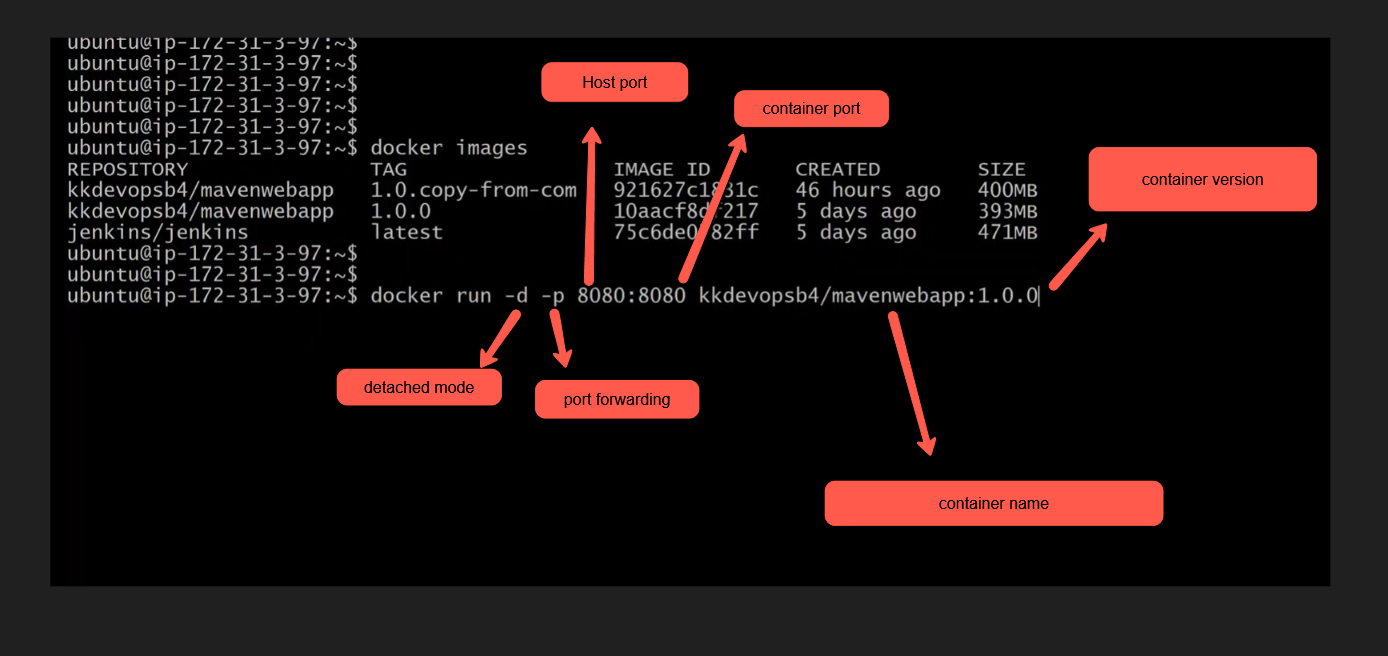 ubuntu@ip-172-31-3-97:~$
ubuntu@ip-172-31-3-97:~$
ubuntu@ip-172-31-3-97:~$
ubuntu@ip-172-31-3-97:~$
ubuntu@ip-172-31-3-97:~$
ubuntu@ip-172-31-3-97:~$ docker images
REPOSITORY TAG IMAGE ID CREATED SIZE
kkdevopsb4/mavenwebapp 1.0.copy-from-com 921627c1831c 46 hours ago 400MB
kkdevopsb4/mavenwebapp 1.0.0 5 days ago 393MB
jenkins/jenkins latest 5 days ago 471MB
ubuntu@ip-172-31-3-97:~$
ubuntu@ip-172-31-3-97:~$
ubuntu@ip-172-31-3-97:~$ docker run -d -p 8080:8080 kkdevopsb4/mavenwebapp:1.0.0
Host port
container port
container version
detached mode
port forwarding
container name